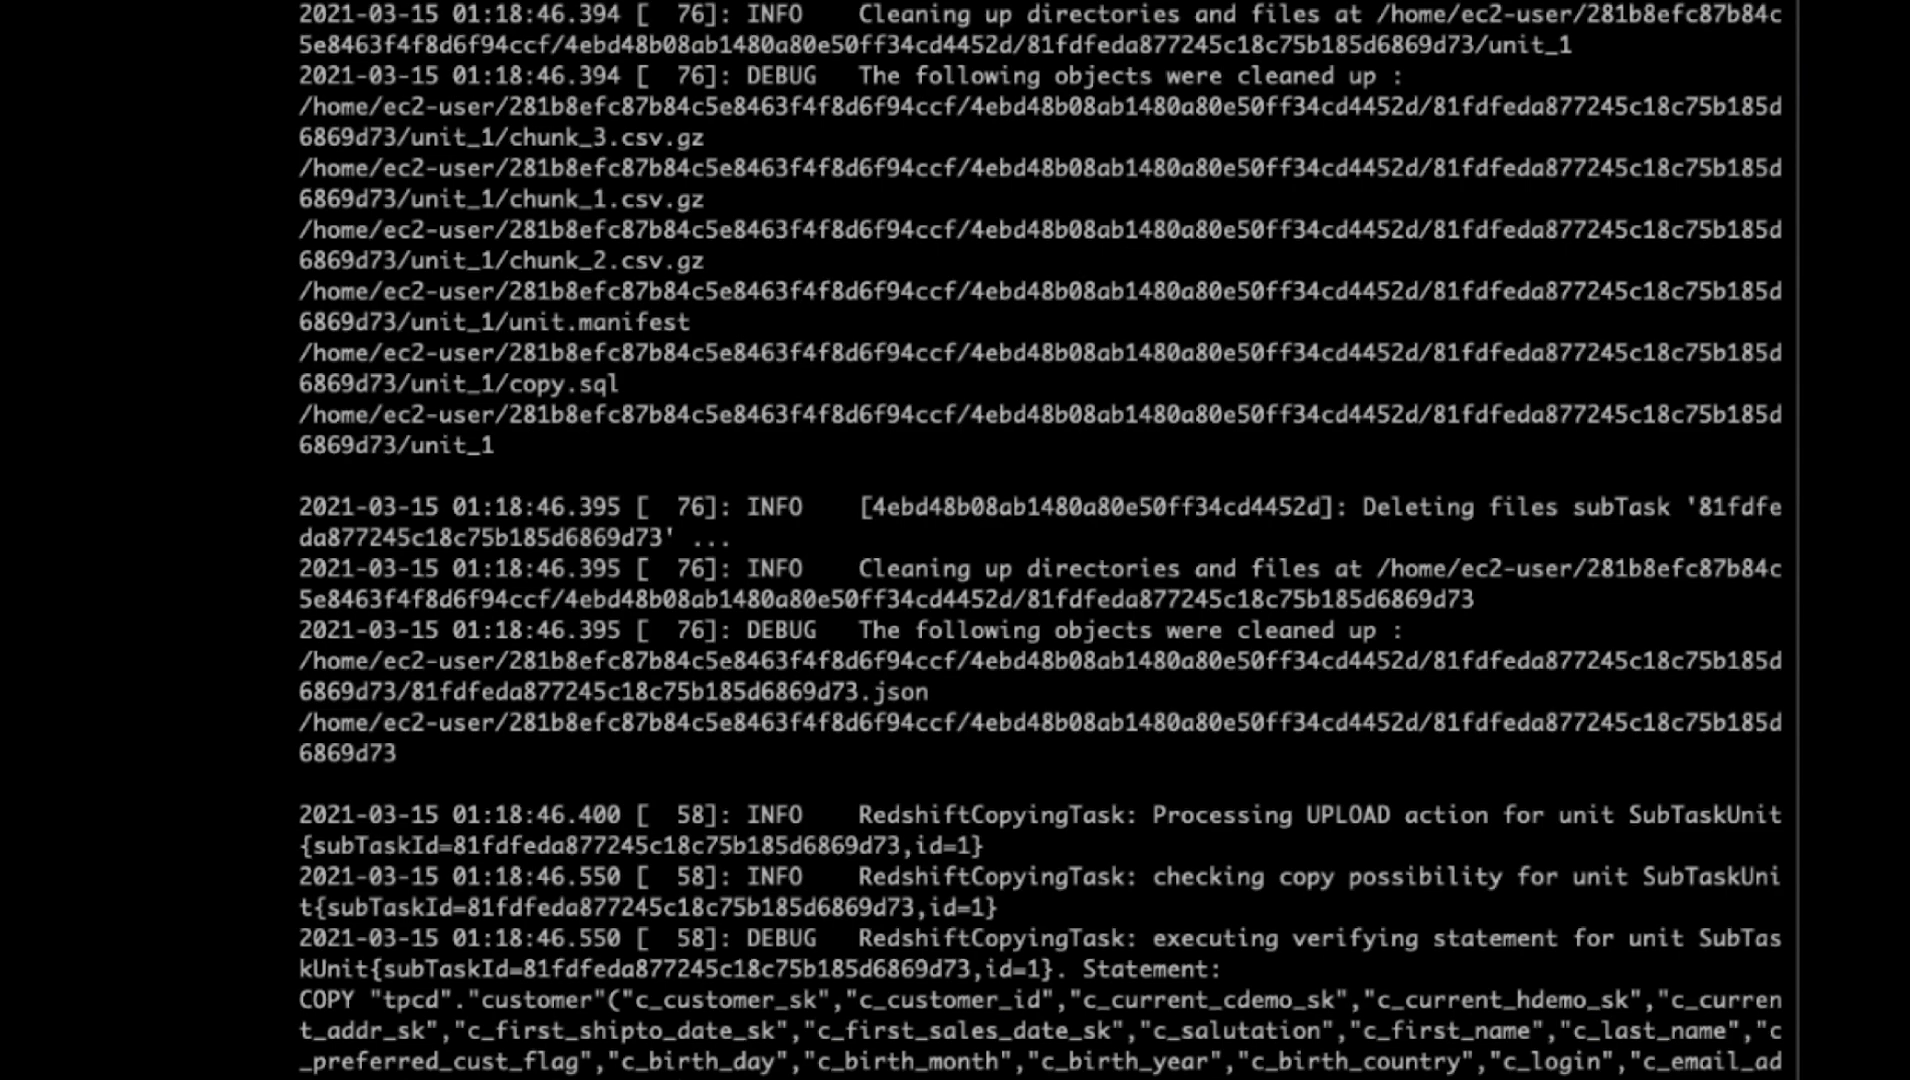 2021-03-15 01:18:46.394 [  76]: INFO    Cleaning up directories and files at /home/ec2-user/281b8efc87b84c
5e8463f4f8d6f94ccf/4ebd48b08ab1480a80e50ff34cd4452d/81fdfeda877245c18c75b185d6869d73/unit_1
2021-03-15 01:18:46.394 [  76]: DEBUG   The following objects were cleaned up :
/home/ec2-user/281b8efc87b84c5e8463f4f8d6f94ccf/4ebd48b08ab1480a80e50ff34cd4452d/81fdfeda877245c18c75b185d
6869d73/unit_1/chunk_3.csv.gz
/home/ec2-user/281b8efc87b84c5e8463f4f8d6f94ccf/4ebd48b08ab1480a80e50ff34cd4452d/81fdfeda877245c18c75b185d
6869d73/unit_1/chunk_1.csv.gz
/home/ec2-user/281b8efc87b84c5e8463f4f8d6f94ccf/4ebd48b08ab1480a80e50ff34cd4452d/81fdfeda877245c18c75b185d
6869d73/unit_1/chunk_2.csv.gz
/home/ec2-user/281b8efc87b84c5e8463f4f8d6f94ccf/4ebd48b08ab1480a80e50ff34cd4452d/81fdfeda877245c18c75b185d
6869d73/unit_1/unit.manifest
/home/ec2-user/281b8efc87b84c5e8463f4f8d6f94ccf/4ebd48b08ab1480a80e50ff34cd4452d/81fdfeda877245c18c75b185d
6869d73/unit_1/copy.sql
/home/ec2-user/281b8efc87b84c5e8463f4f8d6f94ccf/4ebd48b08ab1480a80e50ff34cd4452d/81fdfeda877245c18c75b185d
6869d73/unit_1
2021-03-15 01:18:46.395 [  76]: INFO    [4ebd48b08ab1480a80e50ff34cd4452d]: Deleting files subTask '81fdfe
da877245c18c75b185d6869d73' ...
2021-03-15 01:18:46.395 [  76]: INFO    Cleaning up directories and files at /home/ec2-user/281b8efc87b84c
5e8463f4f8d6f94ccf/4ebd48b08ab1480a80e50ff34cd4452d/81fdfeda877245c18c75b185d6869d73
2021-03-15 01:18:46.395 [  76]: DEBUG   The following objects were cleaned up :
/home/ec2-user/281b8efc87b84c5e8463f4f8d6f94ccf/4ebd48b08ab1480a80e50ff34cd4452d/81fdfeda877245c18c75b185d
6869d73/81fdfeda877245c18c75b185d6869d73.json
/home/ec2-user/281b8efc87b84c5e8463f4f8d6f94ccf/4ebd48b08ab1480a80e50ff34cd4452d/81fdfeda877245c18c75b185d
6869d73
2021-03-15 01:18:46.400 [  58]: INFO    RedshiftCopyingTask: Processing UPLOAD action for unit SubTaskUnit
{subTaskId=81fdfeda877245c18c75b185d6869d73,id=1}
2021-03-15 01:18:46.550 [  58]: INFO    RedshiftCopyingTask: checking copy possibility for unit SubTaskUni
t{subTaskId=81fdfeda877245c18c75b185d6869d73,id=1}
2021-03-15 01:18:46.550 [  58]: DEBUG   RedshiftCopyingTask: executing verifying statement for unit SubTas
kUnit{subTaskId=81fdfeda877245c18c75b185d6869d73,id=1}. Statement:
COPY "tpcd"."customer"("c_customer_sk","c_customer_id","c_current_cdemo_sk","c_current_hdemo_sk","c_curren
t_addr_sk","c_first_shipto_date_sk","c_first_sales_date_sk","c_salutation","c_first_name","c_last_name","c
_preferred_cust_flag","c_birth_day","c_birth_month","c_birth_year","c_birth_country","c_login","c_email_ad